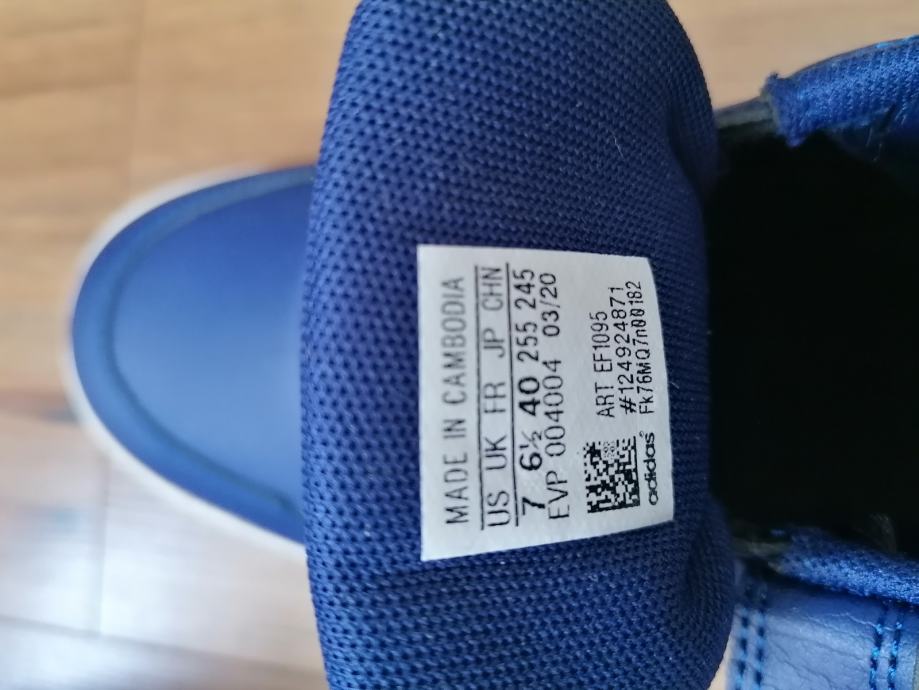 MADE IN CAMBODIA
US UK FR JP CHN
7 6½ 40 255 245
EVP 004004 03/20
ART EF1095
#124924871
Fk76MQ7n00182
adidas